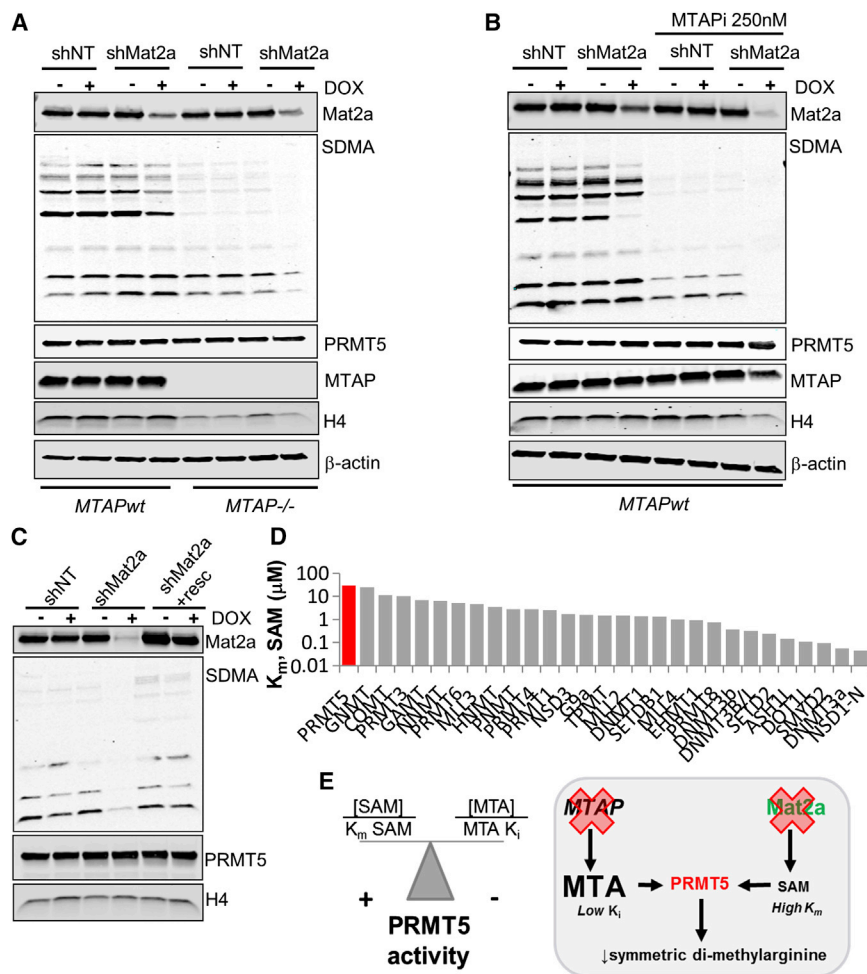 A
shNT shMat2a shNT shMat2a
- + - + - + - + DOX
Mat2a
SDMA
PRMT5
MTAP
H4
β-actin
MTAPwt MTAP-/-
B
MTAPi 250nM
shNT shMat2a shNT shMat2a
- + - + - + - + DOX
Mat2a
SDMA
PRMT5
MTAP
H4
β-actin
MTAPwt
C
shNT shMat2a shMat2a
+resc
- + - + - + DOX
Mat2a
SDMA
PRMT5
H4
D
Km, SAM (μM)
100
10
1
0.1
0.01
PRMT5
GNMT
COMT
PRMT3
GAMT
NNMT
PRMT6
MLL3
HNMT
PNMT
PRMT4
PRMT1
NSD3
G9a
TPMT
MLL2
DNMT1
SETDB1
MLL4
EHMT1
PRMT8
DNMT3b
DNMT3B/L
SETD2
ASH1L
DOT1L
SMYD2
DNMT3a
NSD1-N
E
[SAM] [MTA]
Km SAM MTA Ki
+ -
PRMT5
activity
MTAP Mat2a
MTA PRMT5 SAM
Low Ki High Km
↓symmetric di-methylarginine